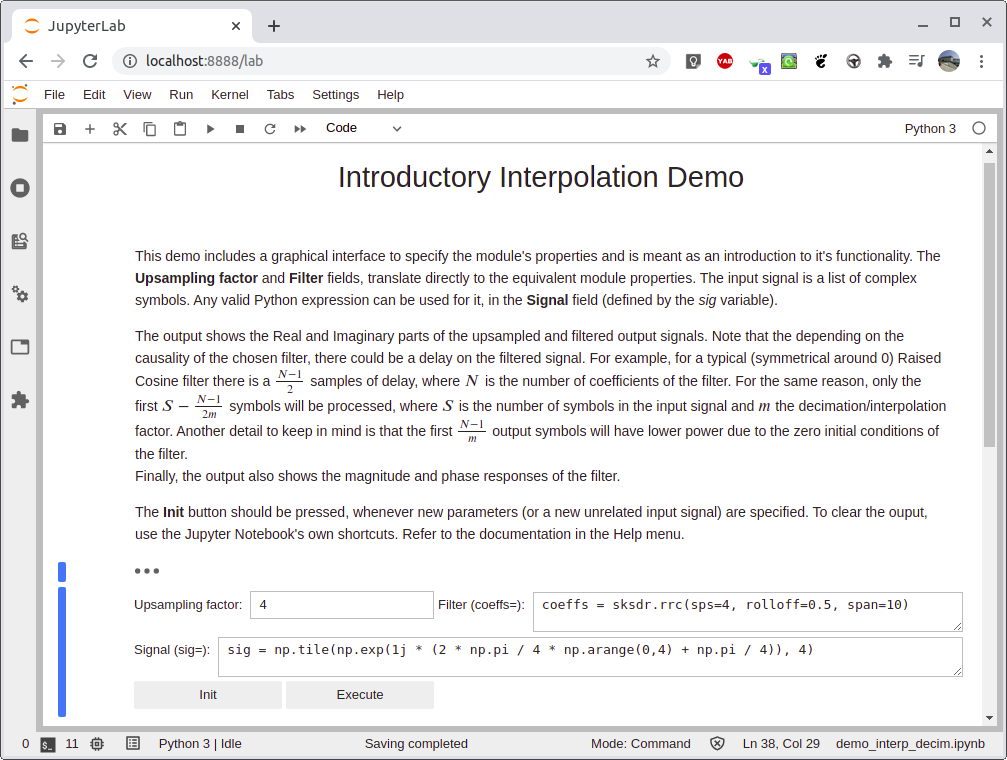 JupyterLab
localhost:8888/lab
YAB
x
File Edit View Run Kernel Tabs Settings Help
Code
Python 3
Introductory Interpolation Demo
This demo includes a graphical interface to specify the module's properties and is meant as an introduction to it's functionality. The
Upsampling factor and Filter fields, translate directly to the equivalent module properties. The input signal is a list of complex
symbols. Any valid Python expression can be used for it, in the Signal field (defined by the sig variable).
The output shows the Real and Imaginary parts of the upsampled and filtered output signals. Note that the depending on the
causality of the chosen filter, there could be a delay on the filtered signal. For example, for a typical (symmetrical around 0) Raised
Cosine filter there is a N−1/2 samples of delay, where N is the number of coefficients of the filter. For the same reason, only the
first S − N−1/2m symbols will be processed, where S is the number of symbols in the input signal and m the decimation/interpolation
factor. Another detail to keep in mind is that the first N−1/m output symbols will have lower power due to the zero initial conditions of
the filter.
Finally, the output also shows the magnitude and phase responses of the filter.
The Init button should be pressed, whenever new parameters (or a new unrelated input signal) are specified. To clear the ouput,
use the Jupyter Notebook's own shortcuts. Refer to the documentation in the Help menu.
Upsampling factor: 4 Filter (coeffs=): coeffs = sksdr.rrc(sps=4, rolloff=0.5, span=10)
Signal (sig=): sig = np.tile(np.exp(1j * (2 * np.pi / 4 * np.arange(0,4) + np.pi / 4)), 4)
Init Execute
0 $_ 11 Python 3 | Idle Saving completed Mode: Command Ln 38, Col 29 demo_interp_decim.ipynb